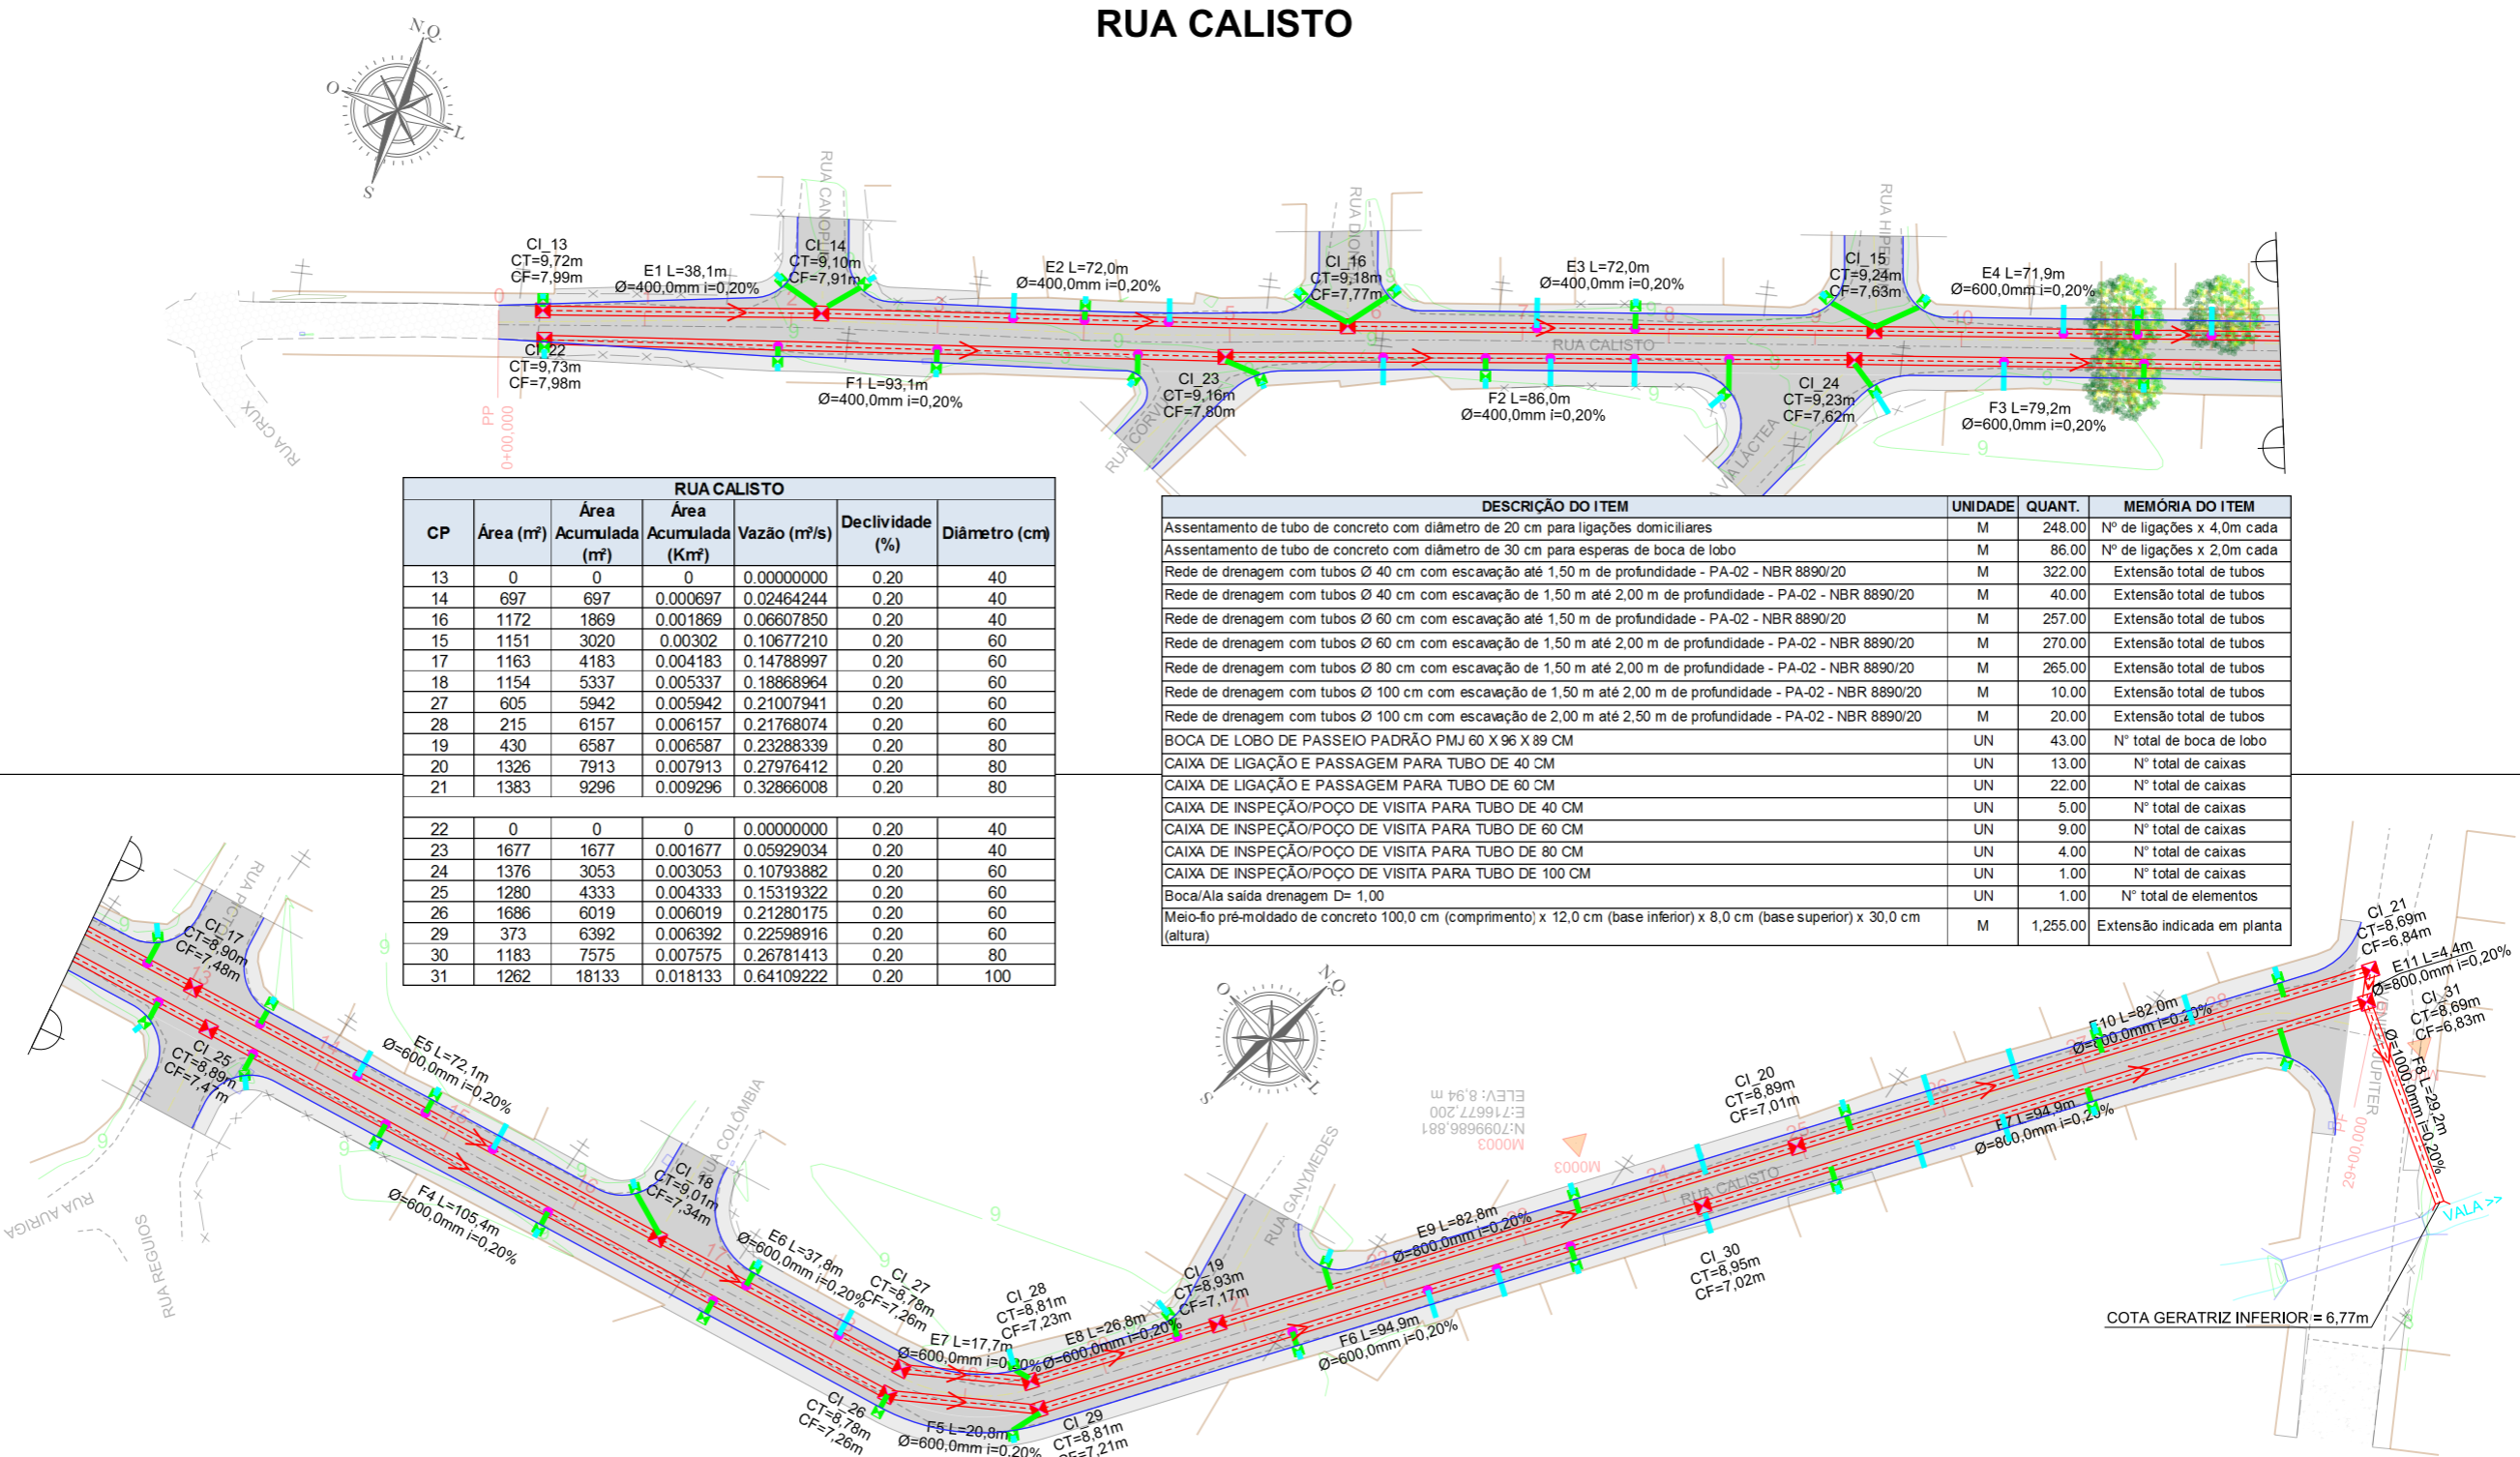 RUA CALISTO
N.Q.
O
L
S
RUA CRUX
PP
0+00,000
0
1
2
3
5
6
7
8
9
10
CI_13
CT=9,72m
CF=7,99m
E1 L=38,1m
Ø=400,0mm i=0,20%
CI_14
CT=9,10m
CF=7,91m
E2 L=72,0m
Ø=400,0mm i=0,20%
CI_16
CT=9,18m
CF=7,77m
E3 L=72,0m
Ø=400,0mm i=0,20%
CI_15
CT=9,24m
CF=7,63m
E4 L=71,9m
Ø=600,0mm i=0,20%
CI_22
CT=9,73m
CF=7,98m
F1 L=93,1m
Ø=400,0mm i=0,20%
RUA CALISTO
CI_23
CT=9,16m
CF=7,80m
F2 L=86,0m
Ø=400,0mm i=0,20%
CI_24
CT=9,23m
CF=7,62m
F3 L=79,2m
Ø=600,0mm i=0,20%
RUA CALISTO
CP Área (m²) Área Acumulada (m²) Área Acumulada (Km²) Vazão (m³/s) Declividade (%) Diâmetro (cm)
13 0 0 0 0.00000000 0.20 40
14 697 697 0.000697 0.02464244 0.20 40
16 1172 1869 0.001869 0.06607850 0.20 40
15 1151 3020 0.00302 0.10677210 0.20 60
17 1163 4183 0.004183 0.14788997 0.20 60
18 1154 5337 0.005337 0.18868964 0.20 60
27 605 5942 0.005942 0.21007941 0.20 60
28 215 6157 0.006157 0.21768074 0.20 60
19 430 6587 0.006587 0.23288339 0.20 80
20 1326 7913 0.007913 0.27976412 0.20 80
21 1383 9296 0.009296 0.32866008 0.20 80
22 0 0 0 0.00000000 0.20 40
23 1677 1677 0.001677 0.05929034 0.20 40
24 1376 3053 0.003053 0.10793882 0.20 60
25 1280 4333 0.004333 0.15319322 0.20 60
26 1686 6019 0.006019 0.21280175 0.20 60
29 373 6392 0.006392 0.22598916 0.20 60
30 1183 7575 0.007575 0.26781413 0.20 80
31 1262 18133 0.018133 0.64109222 0.20 100
DESCRIÇÃO DO ITEM UNIDADE QUANT. MEMÓRIA DO ITEM
Assentamento de tubo de concreto com diâmetro de 20 cm para ligações domiciliares M 248.00 Nº de ligações x 4,0m cada
Assentamento de tubo de concreto com diâmetro de 30 cm para esperas de boca de lobo M 86.00 Nº de ligações x 2,0m cada
Rede de drenagem com tubos Ø 40 cm com escavação até 1,50 m de profundidade - PA-02 - NBR 8890/20 M 322.00 Extensão total de tubos
Rede de drenagem com tubos Ø 40 cm com escavação de 1,50 m até 2,00 m de profundidade - PA-02 - NBR 8890/20 M 40.00 Extensão total de tubos
Rede de drenagem com tubos Ø 60 cm com escavação até 1,50 m de profundidade - PA-02 - NBR 8890/20 M 257.00 Extensão total de tubos
Rede de drenagem com tubos Ø 60 cm com escavação de 1,50 m até 2,00 m de profundidade - PA-02 - NBR 8890/20 M 270.00 Extensão total de tubos
Rede de drenagem com tubos Ø 80 cm com escavação de 1,50 m até 2,00 m de profundidade - PA-02 - NBR 8890/20 M 265.00 Extensão total de tubos
Rede de drenagem com tubos Ø 100 cm com escavação de 1,50 m até 2,00 m de profundidade - PA-02 - NBR 8890/20 M 10.00 Extensão total de tubos
Rede de drenagem com tubos Ø 100 cm com escavação de 2,00 m até 2,50 m de profundidade - PA-02 - NBR 8890/20 M 20.00 Extensão total de tubos
BOCA DE LOBO DE PASSEIO PADRÃO PMJ 60 X 96 X 89 CM UN 43.00 N° total de boca de lobo
CAIXA DE LIGAÇÃO E PASSAGEM PARA TUBO DE 40 CM UN 13.00 N° total de caixas
CAIXA DE LIGAÇÃO E PASSAGEM PARA TUBO DE 60 CM UN 22.00 N° total de caixas
CAIXA DE INSPEÇÃO/POÇO DE VISITA PARA TUBO DE 40 CM UN 5.00 N° total de caixas
CAIXA DE INSPEÇÃO/POÇO DE VISITA PARA TUBO DE 60 CM UN 9.00 N° total de caixas
CAIXA DE INSPEÇÃO/POÇO DE VISITA PARA TUBO DE 80 CM UN 4.00 N° total de caixas
CAIXA DE INSPEÇÃO/POÇO DE VISITA PARA TUBO DE 100 CM UN 1.00 N° total de caixas
Boca/Ala saída drenagem D= 1,00 UN 1.00 N° total de elementos
Meio-fio pré-moldado de concreto 100,0 cm (comprimento) x 12,0 cm (base inferior) x 8,0 cm (base superior) x 30,0 cm
(altura) M 1,255.00 Extensão indicada em planta
CI_17
CT=8,90m
CF=7,48m
CI_25
CT=8,89m
CF=7,47m
E5 L=72,1m
Ø=600,0mm i=0,20%
F4 L=105,4m
Ø=600,0mm i=0,20%
RUA AURIGA
RUA REGUIOS
RUA COLÔMBIA
CI_18
CT=9,01m
CF=7,34m
E6 L=37,8m
Ø=600,0mm i=0,20%
CI_27
CT=8,78m
CF=7,26m
CI_26
CT=8,78m
CF=7,26m
E7 L=17,7m
Ø=600,0mm i=0,20%
F5 L=20,8m
Ø=600,0mm i=0,20%
CI_28
CT=8,81m
CF=7,23m
CI_29
CT=8,81m
CF=7,21m
E8 L=26,8m
Ø=600,0mm i=0,20%
CI_19
CT=8,93m
CF=7,17m
RUA GANYMEDES
F6 L=94,9m
Ø=600,0mm i=0,20%
E9 L=82,8m
Ø=800,0mm i=0,20%
N.Q.
O
L
S
M0003
N:7099686,881
E:716677,200
ELEV: 8,94 m
M0003
RUA CALISTO
CI_20
CT=8,89m
CF=7,01m
CI_30
CT=8,95m
CF=7,02m
E10 L=82,0m
Ø=800,0mm i=0,20%
F7 L=94,9m
Ø=800,0mm i=0,20%
CI_21
CT=8,69m
CF=6,84m
E11 L=4,4m
Ø=800,0mm i=0,20%
CI_31
CT=8,69m
CF=6,83m
F8 L=29,2m
Ø=1000,0mm i=0,20%
PF
29+00,000
VALA >>
COTA GERATRIZ INFERIOR = 6,77m